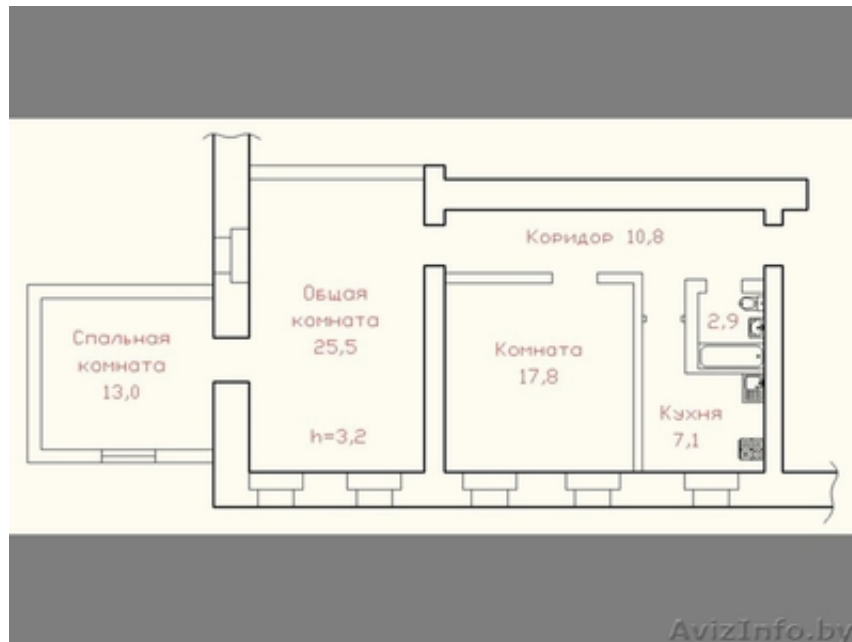 Коридор 10,8
Общая
комната
25,5
Спальная
комната
13,0
2,9
Комната
17,8
Кухня
7,1
h=3,2
AvizInfo.by